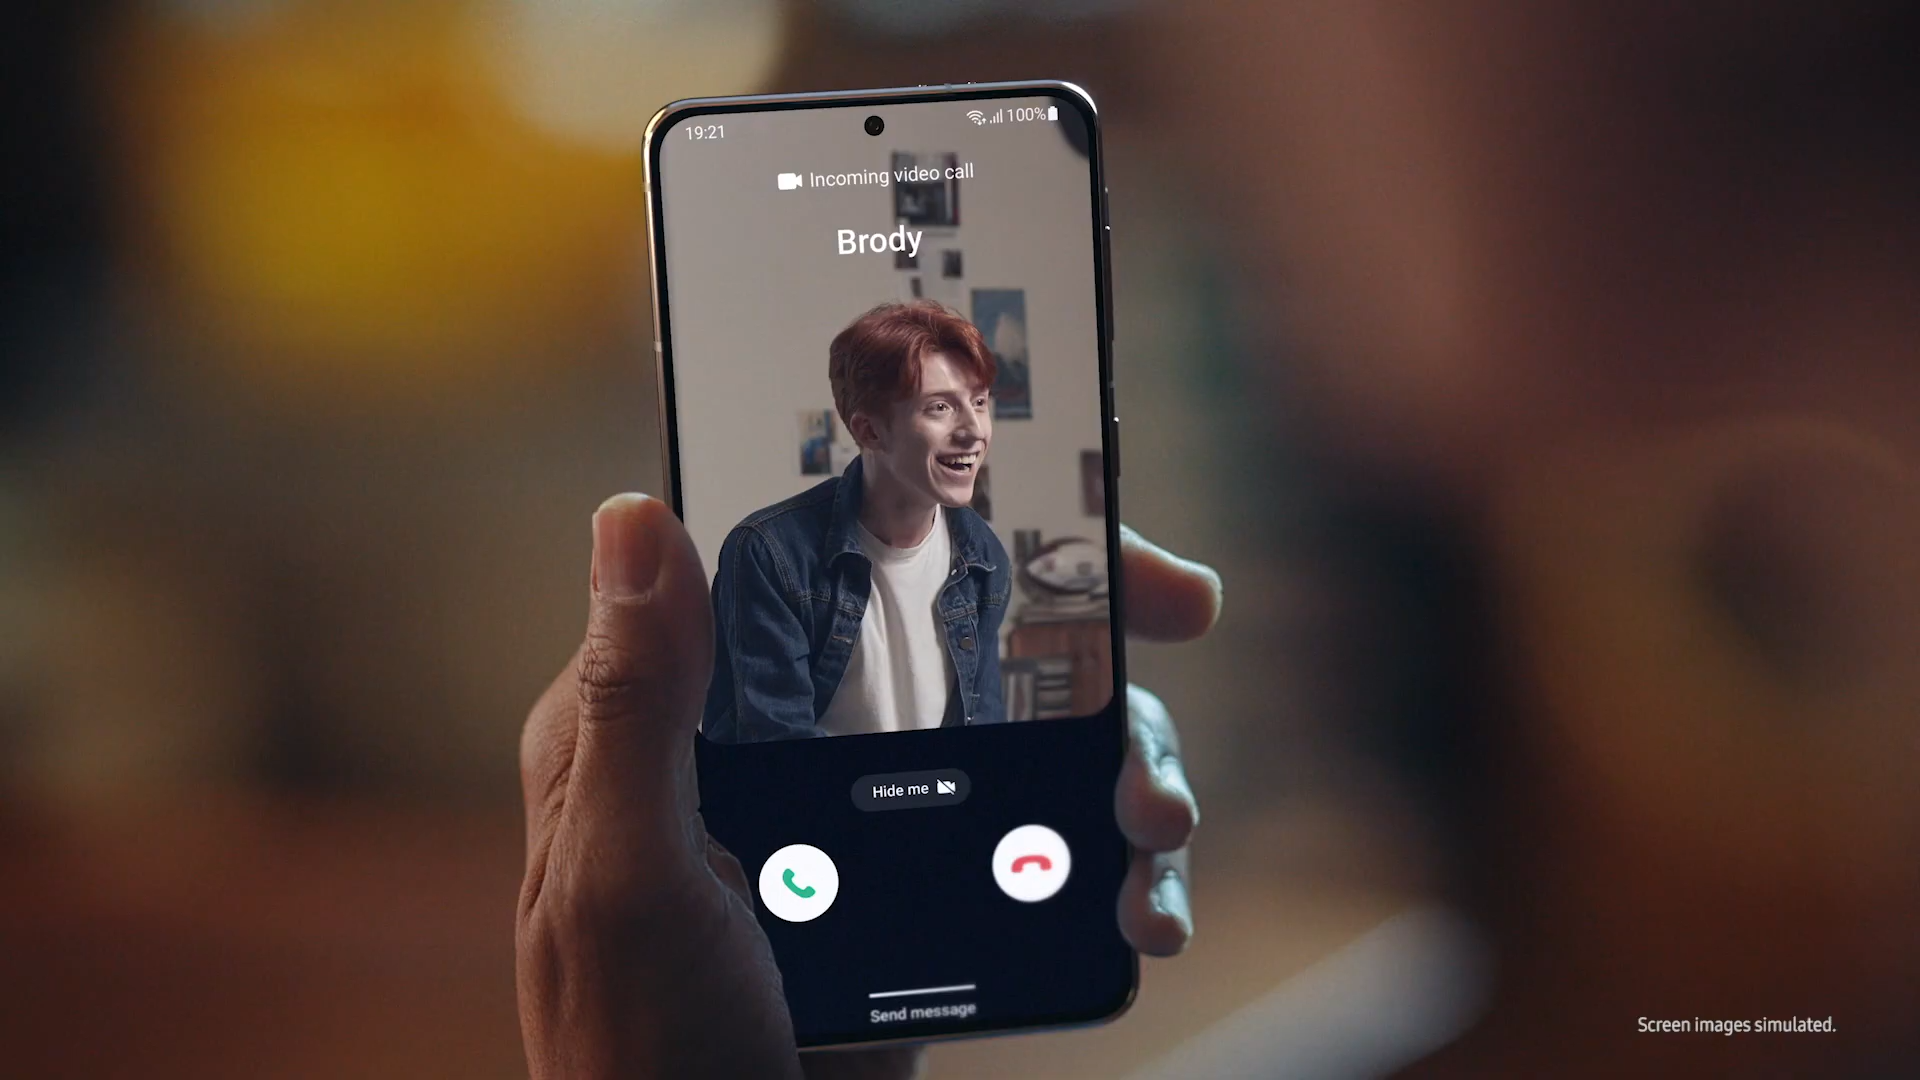 19:21
100%
Incoming video call
Brody
Hide me
Send message
Screen images simulated.